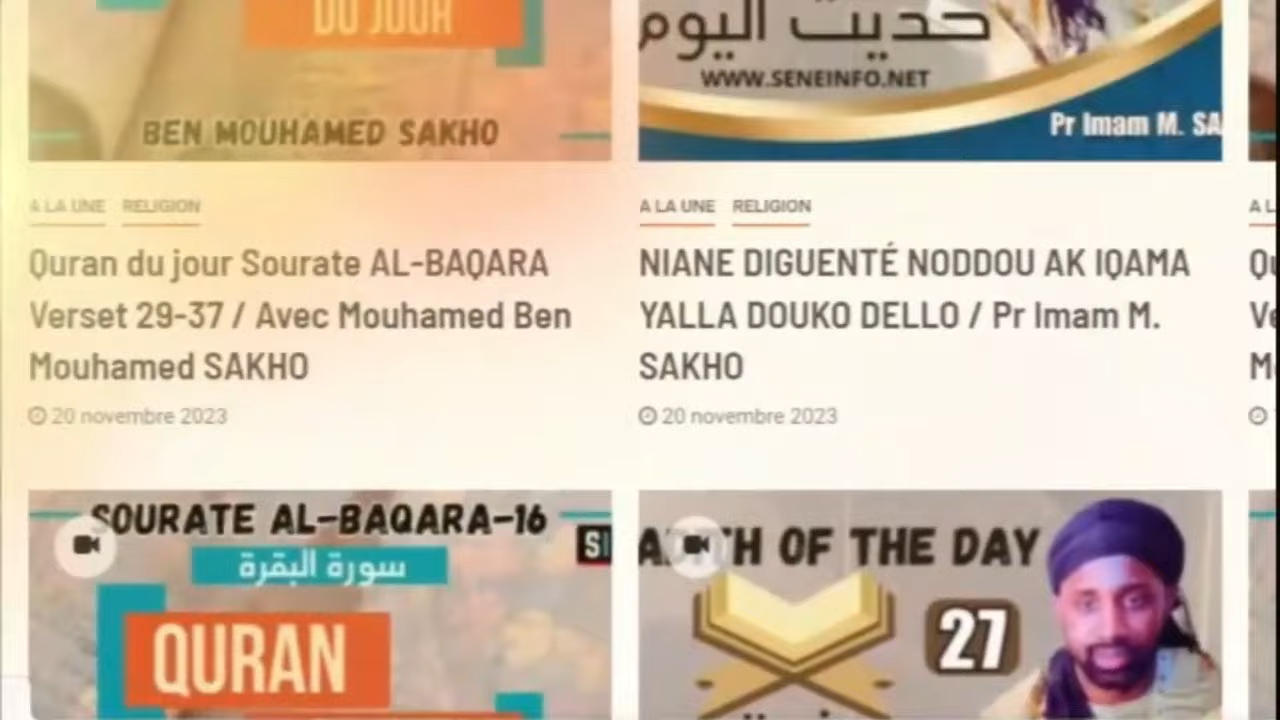 DU JOUR
BEN MOUHAMED SAKHO
حديث اليوم
WWW.SENEINFO.NET
Pr Imam M. SA
A LA UNE RELIGION
Quran du jour Sourate AL-BAQARA
Verset 29-37 / Avec Mouhamed Ben
Mouhamed SAKHO
20 novembre 2023
A LA UNE RELIGION
NIANE DIGUENTÉ NODDOU AK IQAMA
YALLA DOUKO DELLO / Pr Imam M.
SAKHO
20 novembre 2023
SOURATE AL-BAQARA-16
سورة البقرة
QURAN
TH OF THE DAY
27